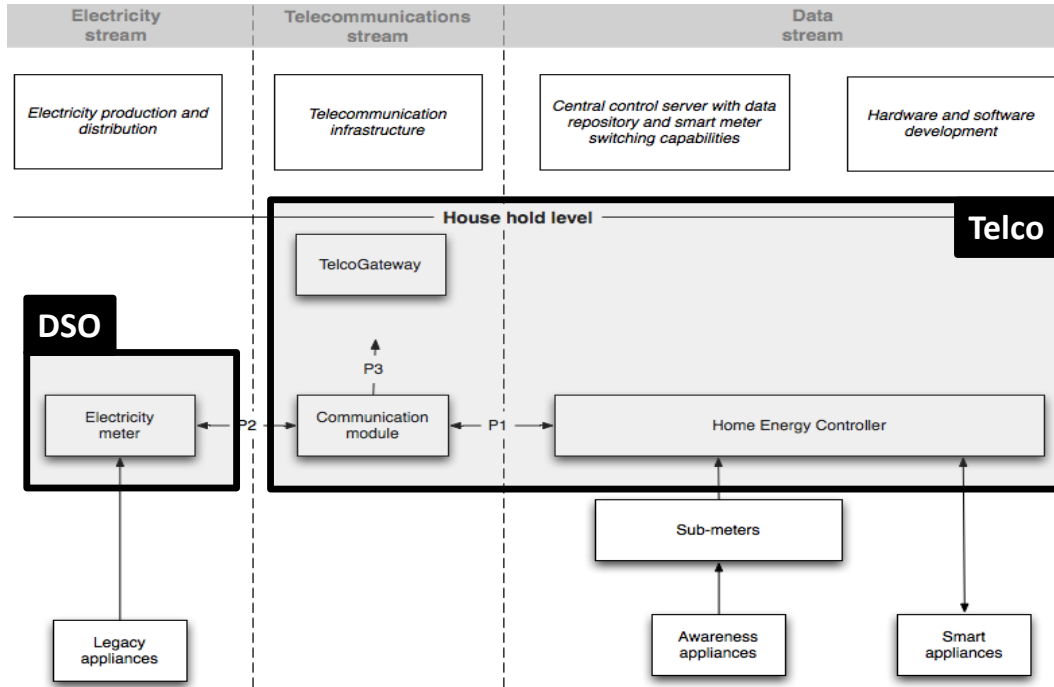 Electricity
stream
Telecommunications
stream
Data
stream
Electricity production and
distribution
Telecommunication
infrastructure
Central control server with data
repository and smart meter
switching capabilities
Hardware and software
development
House hold level
Telco
TelcoGateway
DSO
P3
Electricity
meter
P2
Communication
module
P1
Home Energy Controller
Sub-meters
Legacy
appliances
Awareness
appliances
Smart
appliances